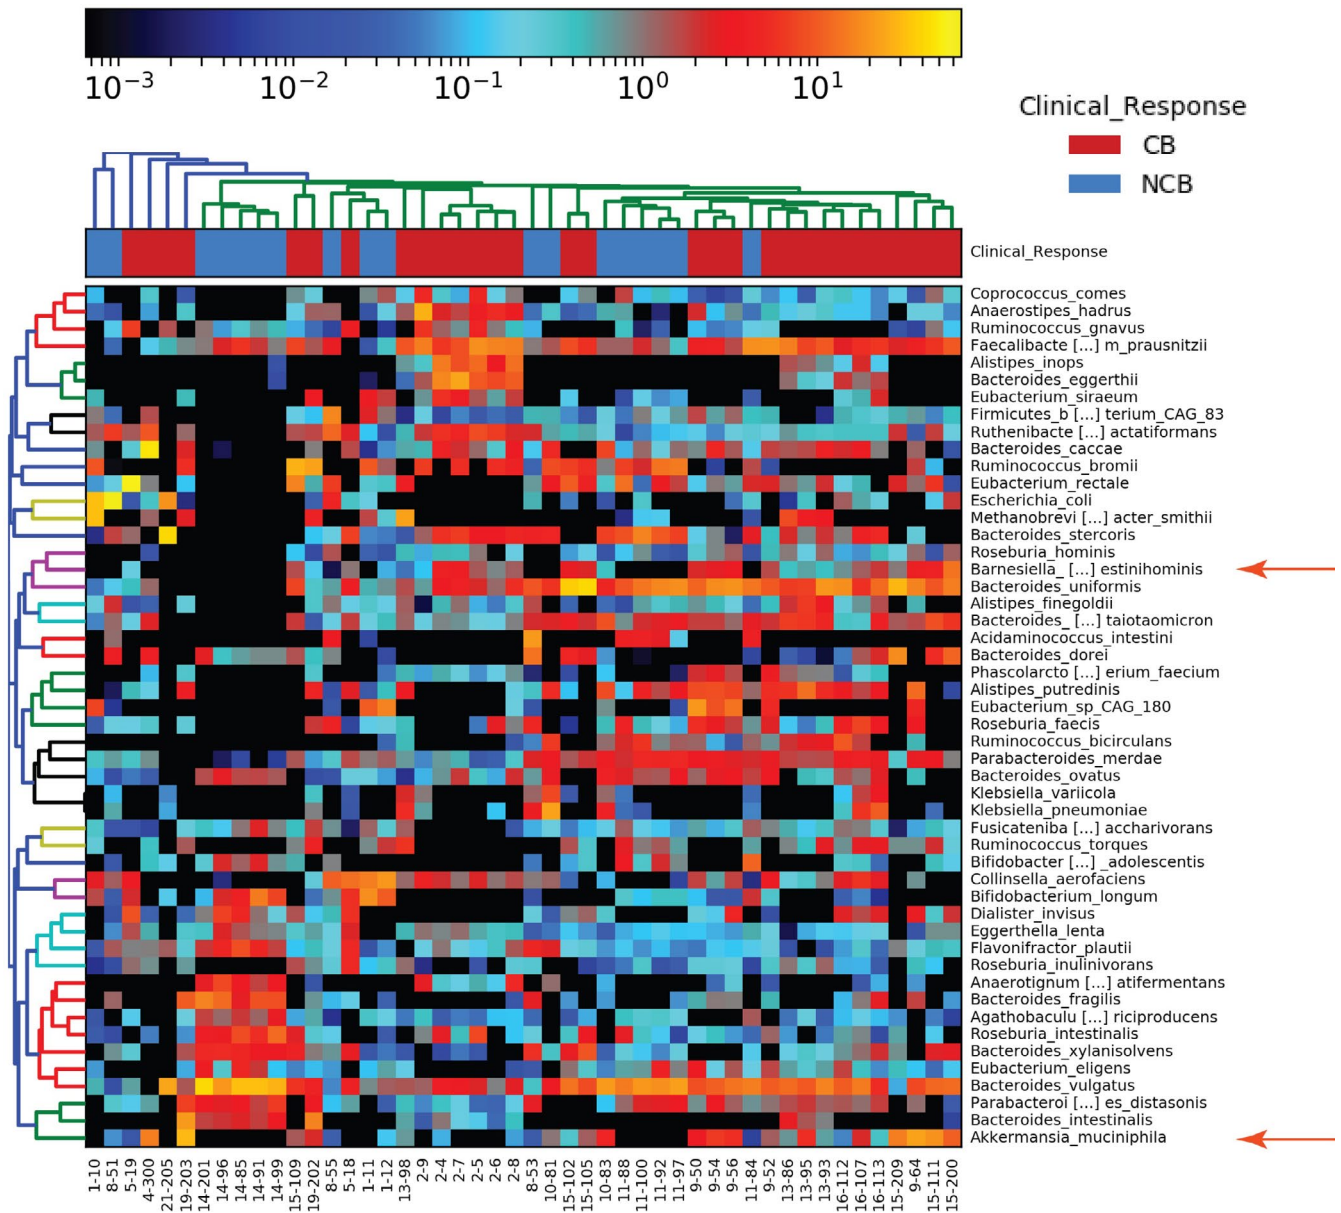 10⁻³ 10⁻² 10⁻¹ 10⁰ 10¹
Clinical_Response
CB
NCB
Clinical_Response
Coprococcus_comes
Anaerostipes_hadrus
Ruminococcus_gnavus
Faecalibacte [...] m_prausnitzii
Alistipes_inops
Bacteroides_eggerthii
Eubacterium_siraeum
Firmicutes_b [...] terium_CAG_83
Ruthenibacte [...] actatiformans
Bacteroides_caccae
Ruminococcus_bromii
Eubacterium_rectale
Escherichia_coli
Methanobrevi [...] acter_smithii
Bacteroides_stercoris
Roseburia_hominis
Barnesiella_ [...] estinihominis
Bacteroides_uniformis
Alistipes_finegoldii
Bacteroides_ [...] taiotaomicron
Acidaminococcus_intestini
Bacteroides_dorei
Phascolarcto [...] erium_faecium
Alistipes_putredinis
Eubacterium_sp_CAG_180
Roseburia_faecis
Ruminococcus_bicirculans
Parabacteroides_merdae
Bacteroides_ovatus
Klebsiella_variicola
Klebsiella_pneumoniae
Fusicateniba [...] accharivorans
Ruminococcus_torques
Bifidobacter [...] _adolescentis
Collinsella_aerofaciens
Bifidobacterium_longum
Dialister_invisus
Eggerthella_lenta
Flavonifractor_plautii
Roseburia_inulinivorans
Anaerotignum [...] atifermentans
Bacteroides_fragilis
Agathobaculu [...] riciproducens
Roseburia_intestinalis
Bacteroides_xylanisolvens
Eubacterium_eligens
Bacteroides_vulgatus
Parabacteroi [...] es_distasonis
Bacteroides_intestinalis
Akkermansia_muciniphila
1-10 8-51 5-19 4-300 21-205 19-203 14-201 14-96 14-85 14-91 14-99 15-109 19-202 8-55 5-18 1-11 1-12 13-98 2-9 2-4 2-7 2-5 2-6 2-8 8-53 10-81 15-102 15-105 10-83 11-88 11-100 11-92 11-97 9-50 9-54 9-56 11-84 9-52 13-86 13-95 13-93 16-112 16-107 16-113 15-209 9-64 15-111 15-200